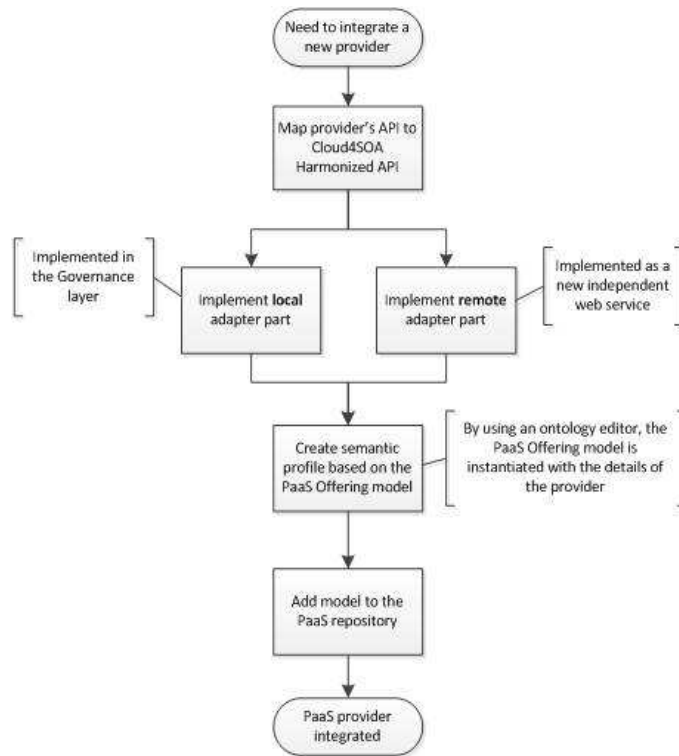 Need to integrate a
new provider
Map provider's API to
Cloud4SOA
Harmonized API
Implemented in
the Governance
layer
Implement local
adapter part
Implement remote
adapter part
Implemented as a
new independent
web service
Create semantic
profile based on the
PaaS Offering model
By using an ontology editor, the
PaaS Offering model is
instantiated with the details of
the provider
Add model to the
PaaS repository
PaaS provider
integrated